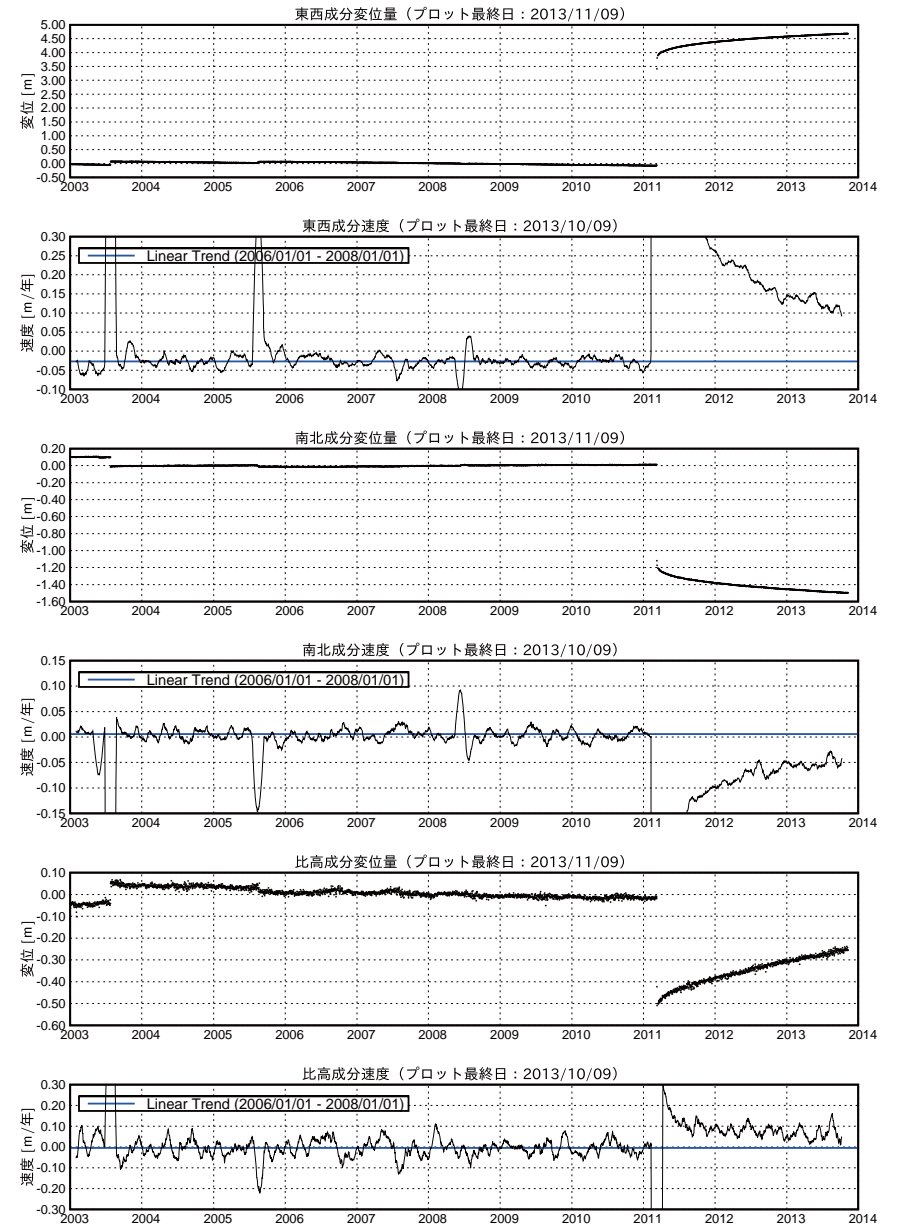 東西成分変位量（プロット最終日：2013/11/09）
変位 [m]
5.00
4.50
4.00
3.50
3.00
2.50
2.00
1.50
1.00
0.50
0.00
-0.50
2003 2004 2005 2006 2007 2008 2009 2010 2011 2012 2013 2014
東西成分速度（プロット最終日：2013/10/09）
速度 [m/年]
Linear Trend (2006/01/01 - 2008/01/01)
0.30
0.25
0.20
0.15
0.10
0.05
0.00
-0.05
-0.10
2003 2004 2005 2006 2007 2008 2009 2010 2011 2012 2013 2014
南北成分変位量（プロット最終日：2013/11/09）
変位 [m]
0.20
0.00
-0.20
-0.40
-0.60
-0.80
-1.00
-1.20
-1.40
-1.60
2003 2004 2005 2006 2007 2008 2009 2010 2011 2012 2013 2014
南北成分速度（プロット最終日：2013/10/09）
速度 [m/年]
Linear Trend (2006/01/01 - 2008/01/01)
0.15
0.10
0.05
0.00
-0.05
-0.10
-0.15
2003 2004 2005 2006 2007 2008 2009 2010 2011 2012 2013 2014
比高成分変位量（プロット最終日：2013/11/09）
変位 [m]
0.10
0.00
-0.10
-0.20
-0.30
-0.40
-0.50
-0.60
2003 2004 2005 2006 2007 2008 2009 2010 2011 2012 2013 2014
比高成分速度（プロット最終日：2013/10/09）
速度 [m/年]
Linear Trend (2006/01/01 - 2008/01/01)
0.30
0.20
0.10
0.00
-0.10
-0.20
-0.30
2003 2004 2005 2006 2007 2008 2009 2010 2011 2012 2013 2014